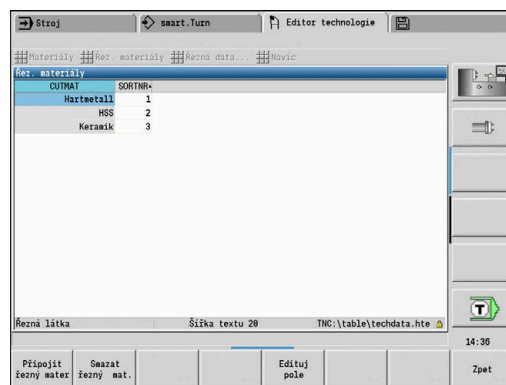 Stroj
smart.Turn
Editor technologie
Materiály Řez. materiály Řezná data... Navíc
Řez. materiály
CUTMAT SORTNR
Hartmetall 1
HSS 2
Keramik 3
Řezná látka Šířka textu 20 TNC:\table\techdata.hte
14:36
Připojit řezný mater
Smazat řezný mat.
Edituj pole
Zpet